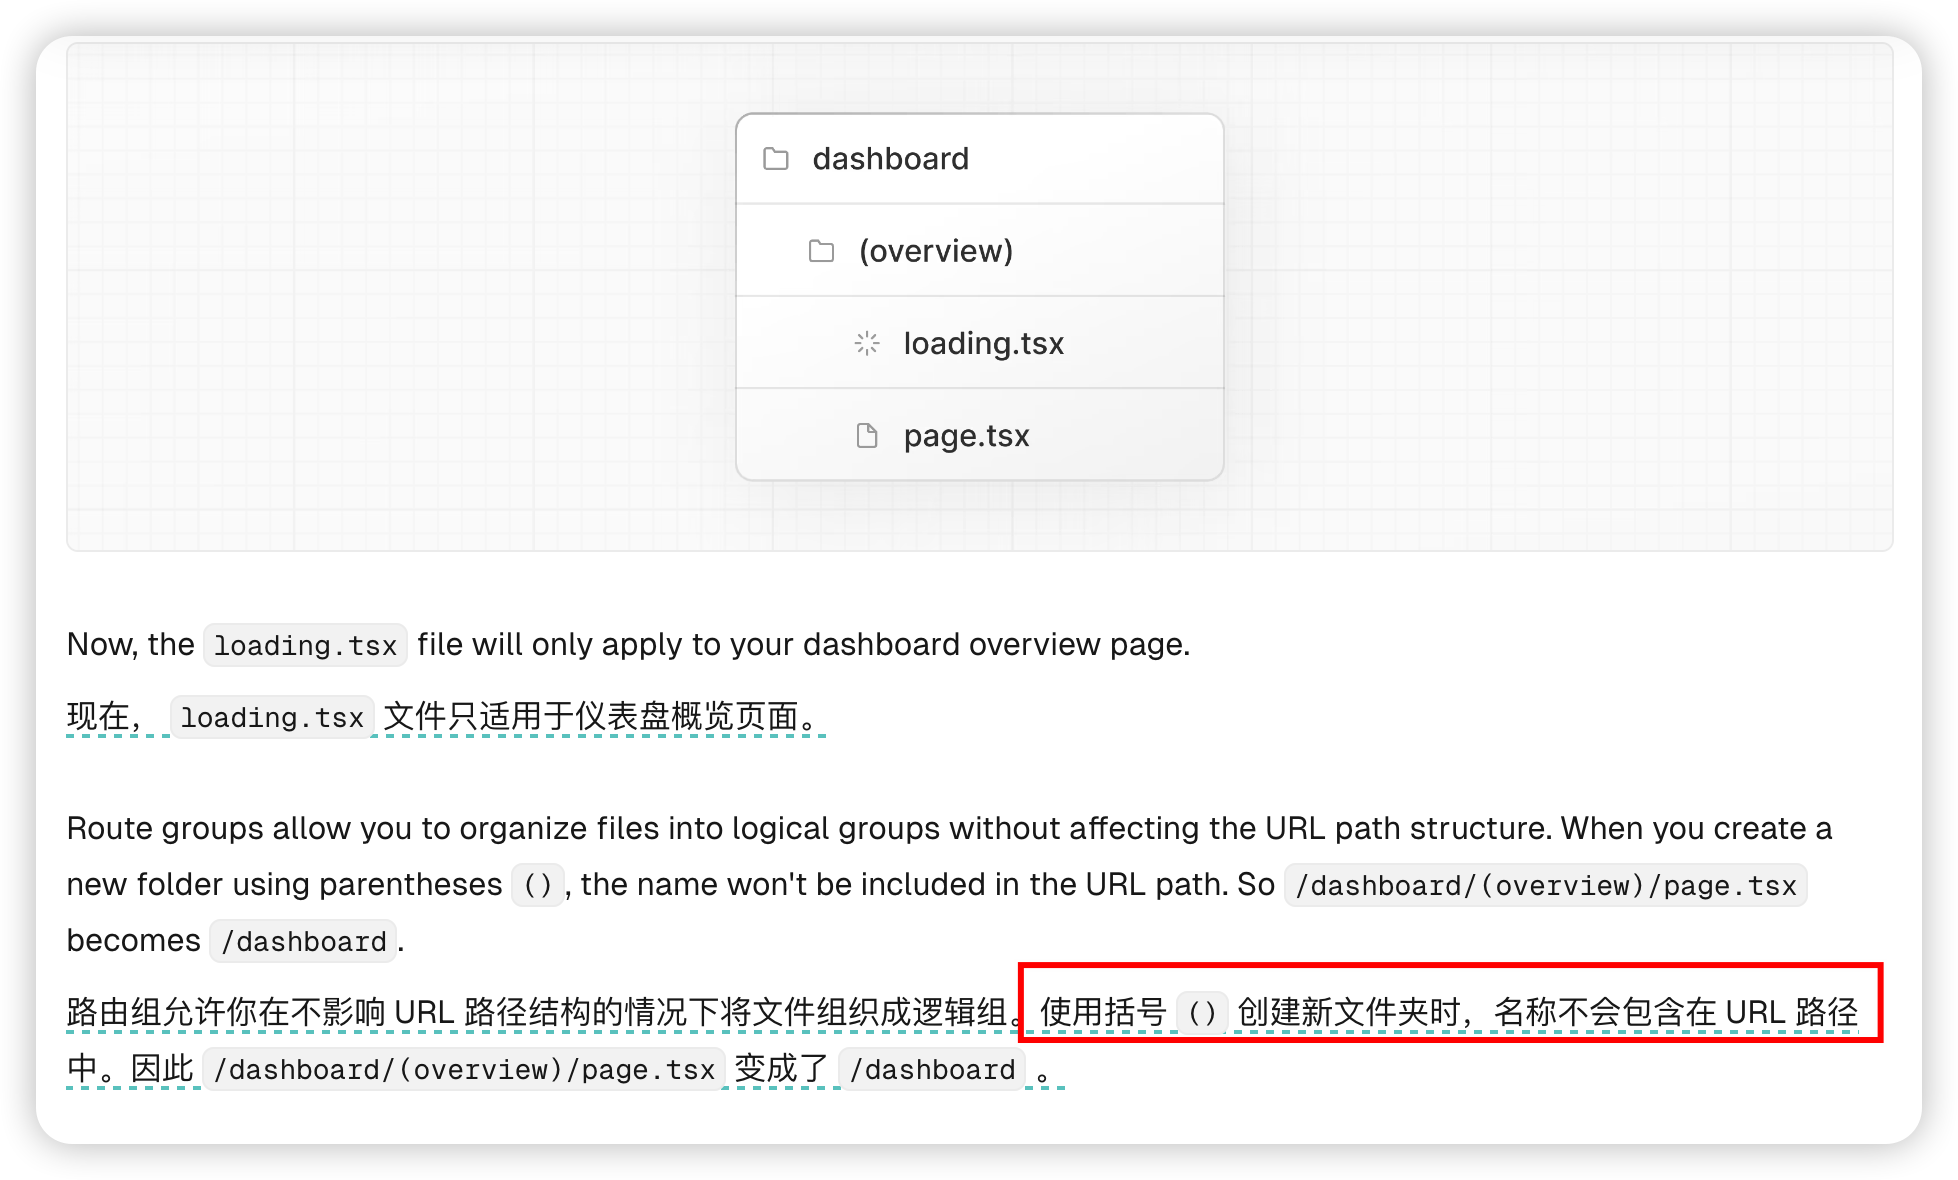 dashboard
(overview)
loading.tsx
page.tsx
Now, the loading.tsx file will only apply to your dashboard overview page.
现在， loading.tsx 文件只适用于仪表盘概览页面。
Route groups allow you to organize files into logical groups without affecting the URL path structure. When you create a
new folder using parentheses (), the name won't be included in the URL path. So /dashboard/(overview)/page.tsx
becomes /dashboard.
路由组允许你在不影响 URL 路径结构的情况下将文件组织成逻辑组。使用括号 () 创建新文件夹时，名称不会包含在 URL 路径
中。因此 /dashboard/(overview)/page.tsx 变成了 /dashboard 。